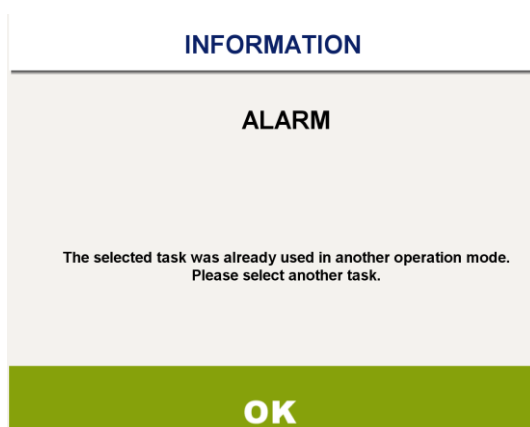 INFORMATION
ALARM
The selected task was already used in another operation mode.
Please select another task.
OK